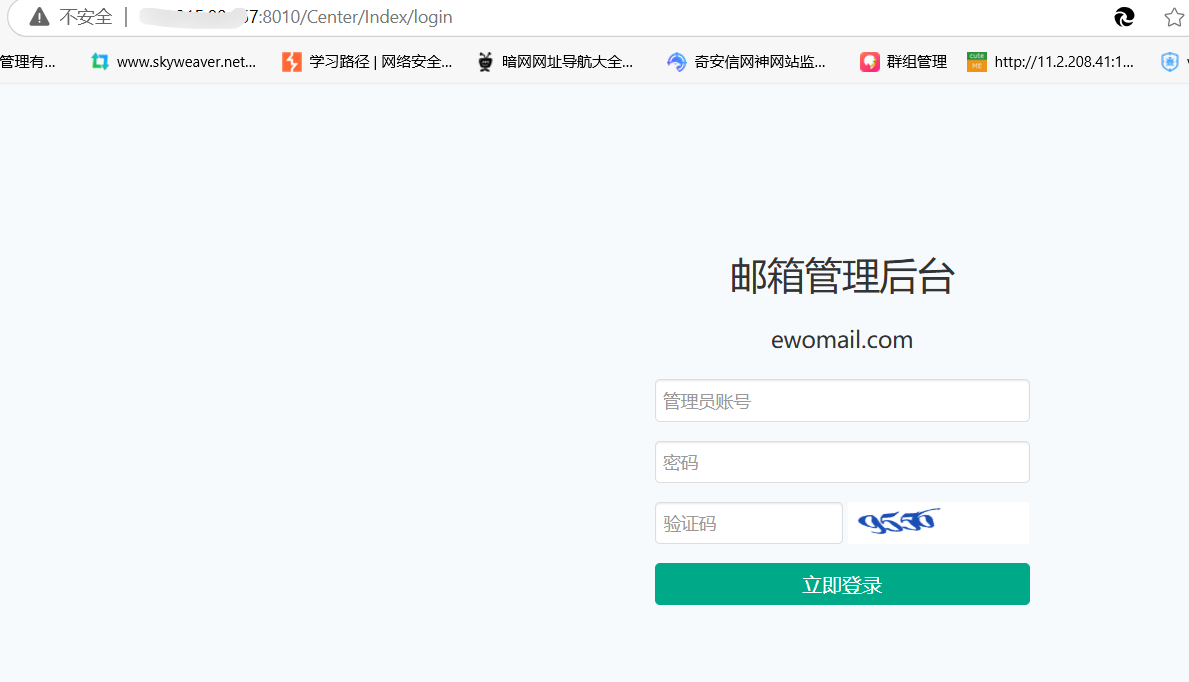 不安全 :8010/Center/Index/login
管理有... www.skyweaver.net... 学习路径 | 网络安全... 暗网网址导航大全... 奇安信网神网站监... 群组管理 CUTE ME http://11.2.208.41:1...
邮箱管理后台
ewomail.com
管理员账号
密码
验证码 9550
立即登录